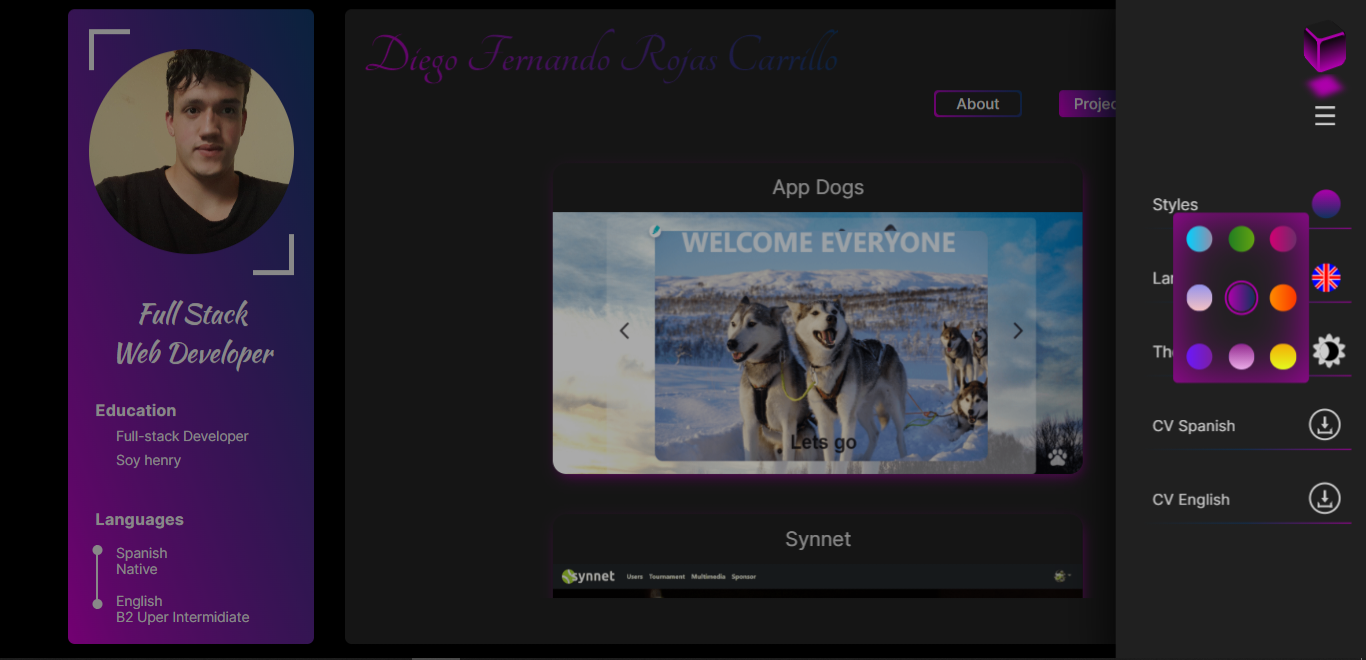 Diego Fernando Rojas Carrillo
About
Projec
Full Stack
Web Developer
Education
Full-stack Developer
Soy henry
Languages
Spanish
Native
English
B2 Uper Intermidiate
App Dogs
WELCOME EVERYONE
Lets go
Synnet
synnet
Users Tournament Multimedia Sponsor
Styles
Lan
The
CV Spanish
CV English